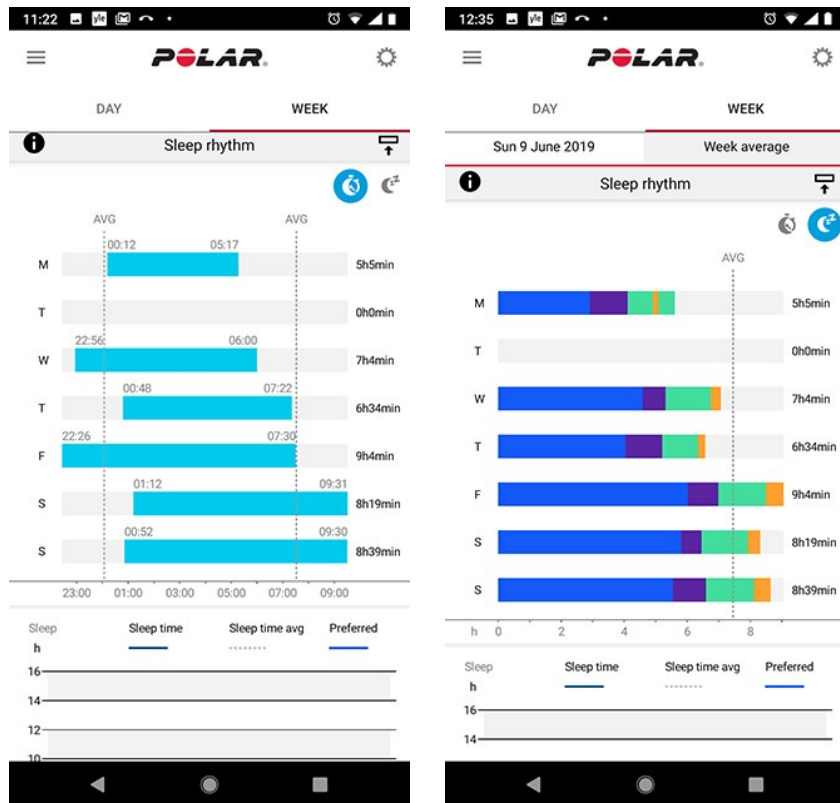 11:22
yle
POLAR.
DAY WEEK
Sleep rhythm
AVG AVG
00:12 05:17
M 5h5min
T 0h0min
22:56 06:00
W 7h4min
00:48 07:22
T 6h34min
22:26 07:30
F 9h4min
01:12 09:31
S 8h19min
00:52 09:30
S 8h39min
23:00 01:00 03:00 05:00 07:00 09:00
Sleep Sleep time Sleep time avg Preferred
h
16
14
12
10
12:35
yle
POLAR.
DAY WEEK
Sun 9 June 2019 Week average
Sleep rhythm
AVG
M 5h5min
T 0h0min
W 7h4min
T 6h34min
F 9h4min
S 8h19min
S 8h39min
h 0 2 4 6 8
Sleep Sleep time Sleep time avg Preferred
h
16
14